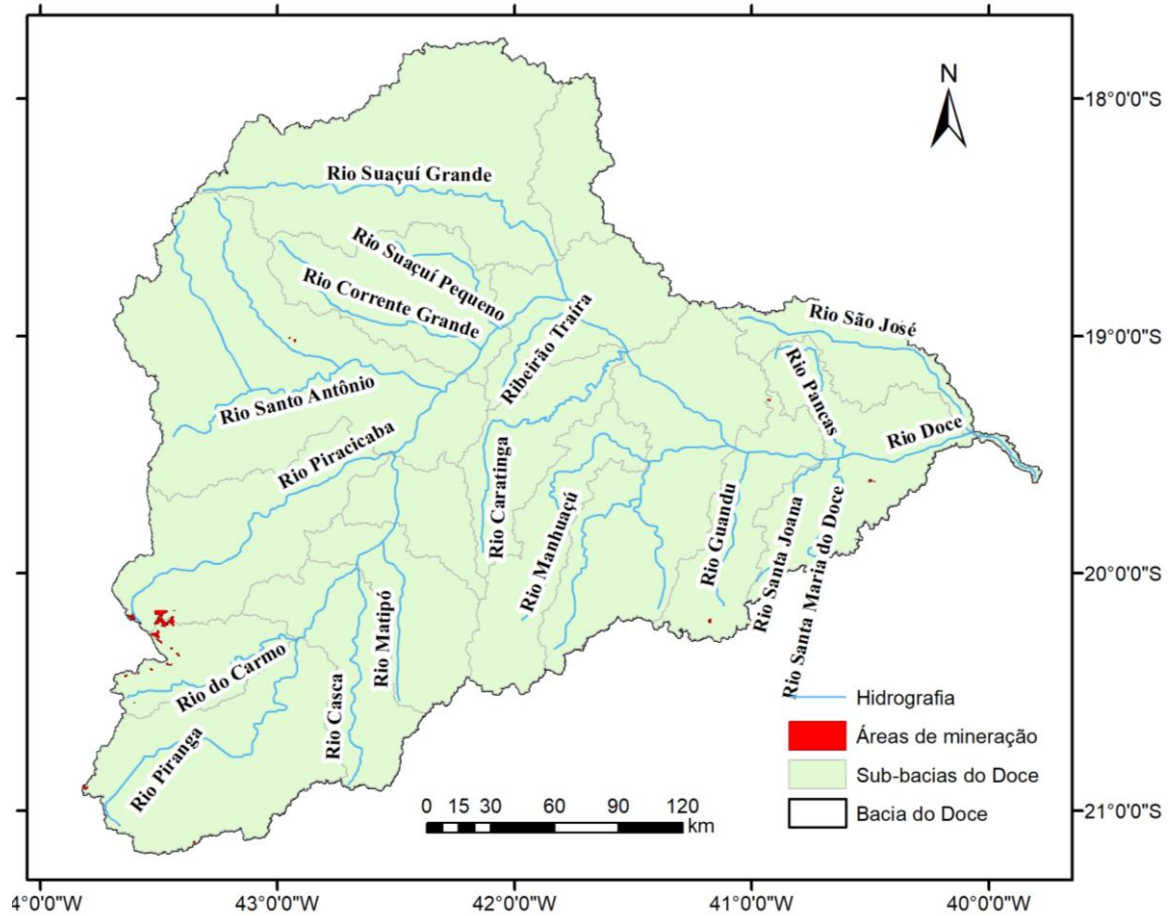 N
18°0'0"S
Rio Suaçuí Grande
Rio Suaçuí Pequeno
Rio Corrente Grande
Ribeirão Traíra
Rio São José
19°0'0"S
Rio Pancas
Rio Santo Antônio
Rio Doce
Rio Piracicaba
Rio Caratinga
Rio Manhuaçú
Rio Guandu
Rio Santa Joana
Rio Santa Maria do Doce
20°0'0"S
Rio Matipó
Rio do Carmo
Rio Casca
Rio Piranga
Hidrografia
Áreas de mineração
Sub-bacias do Doce
Bacia do Doce
0 15 30 60 90 120
km
21°0'0"S
4°0'0"W 43°0'0"W 42°0'0"W 41°0'0"W 40°0'0"W